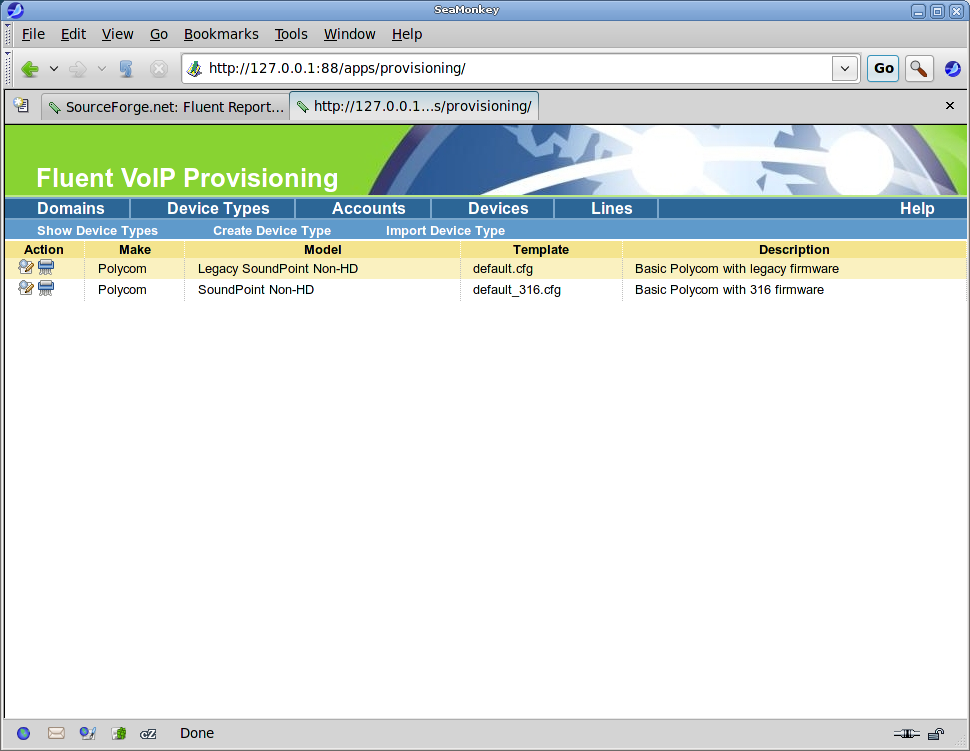 SeaMonkey
File Edit View Go Bookmarks Tools Window Help
http://127.0.0.1:88/apps/provisioning/ Go
SourceForge.net: Fluent Report... http://127.0.0.1...s/provisioning/
Fluent VoIP Provisioning
Domains Device Types Accounts Devices Lines Help
Show Device Types Create Device Type Import Device Type
Action Make Model Template Description
Polycom Legacy SoundPoint Non-HD default.cfg Basic Polycom with legacy firmware
Polycom SoundPoint Non-HD default_316.cfg Basic Polycom with 316 firmware
cZ Done